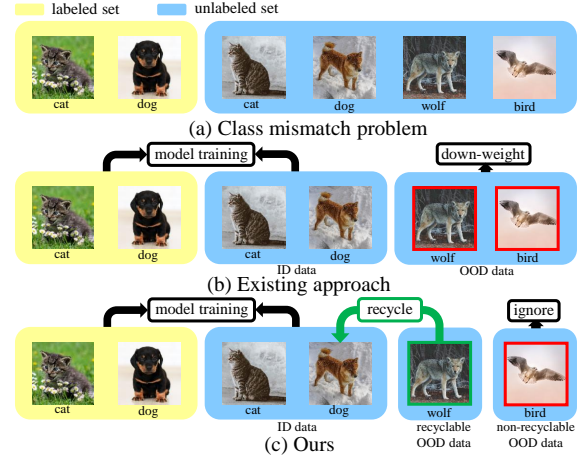 labeled set
unlabeled set
cat
dog
cat
dog
wolf
bird
(a) Class mismatch problem
model training
down-weight
cat
dog
cat
dog
wolf
bird
ID data
OOD data
(b) Existing approach
model training
recycle
ignore
cat
dog
cat
dog
wolf
bird
ID data
recyclable
OOD data
non-recyclable
OOD data
(c) Ours